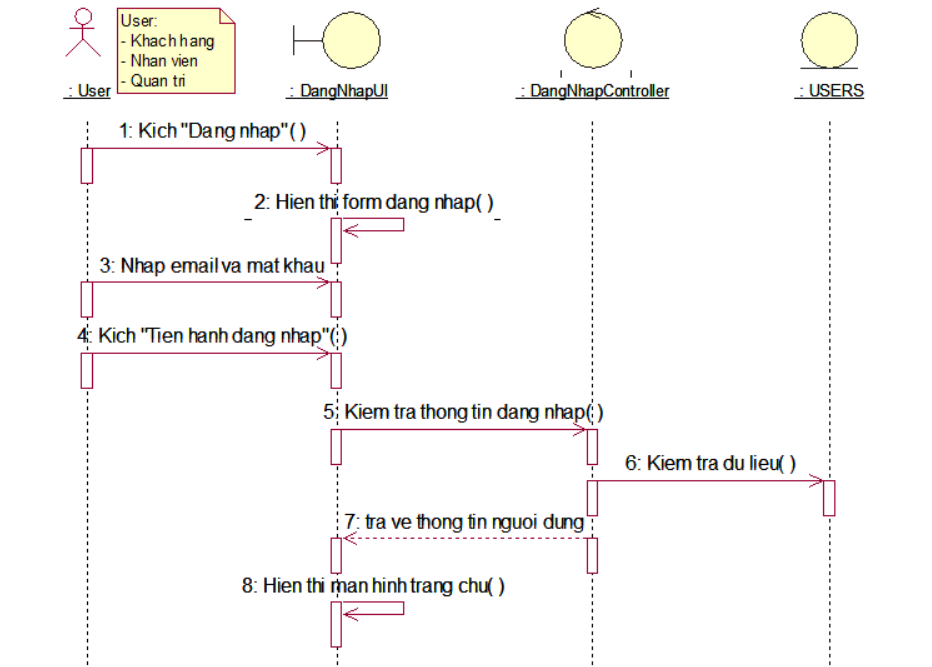 User:
- Khach hang
- Nhan vien
- Quan tri
: User
: DangNhapUI
: DangNhapController
: USERS
1: Kich "Dang nhap"( )
2: Hien thi form dang nhap( )
3: Nhap email va mat khau
4: Kich "Tien hanh dang nhap"( )
5: Kiem tra thong tin dang nhap( )
6: Kiem tra du lieu( )
7: tra ve thong tin nguoi dung
8: Hien thi man hinh trang chu( )